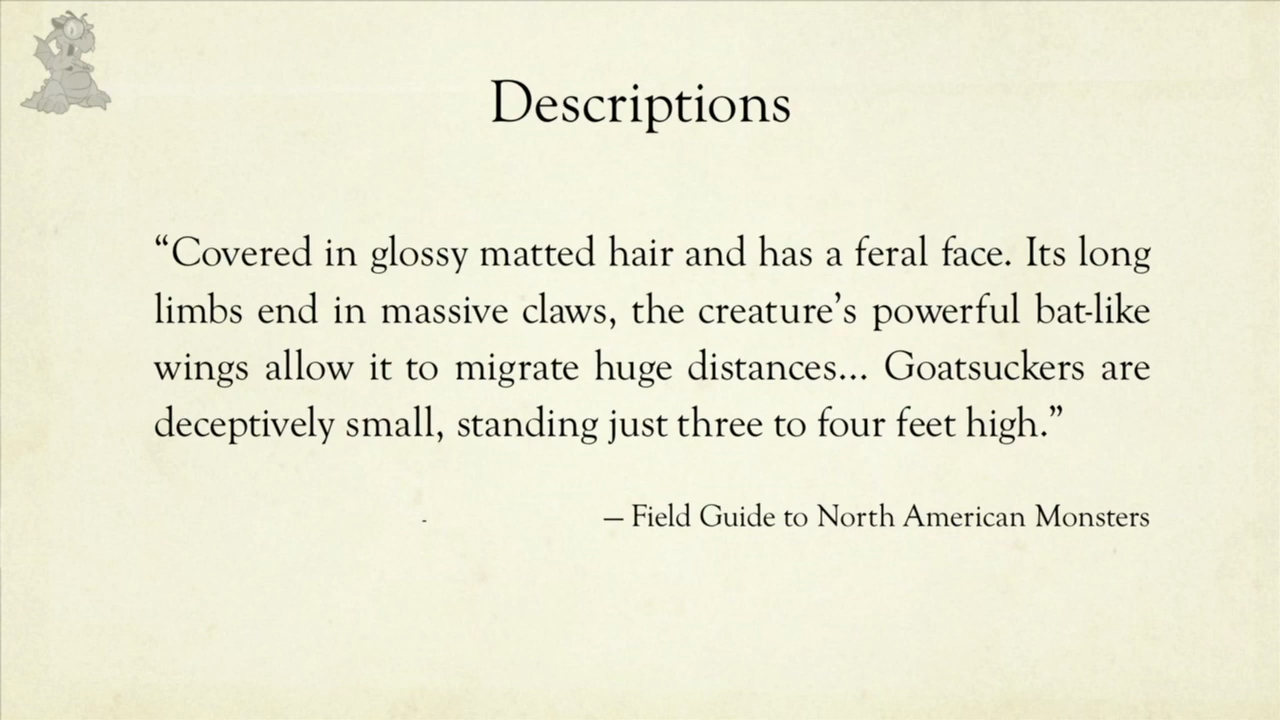 Descriptions
“Covered in glossy matted hair and has a feral face. Its long
limbs end in massive claws, the creature’s powerful bat-like
wings allow it to migrate huge distances... Goatsuckers are
deceptively small, standing just three to four feet high.”
– Field Guide to North American Monsters